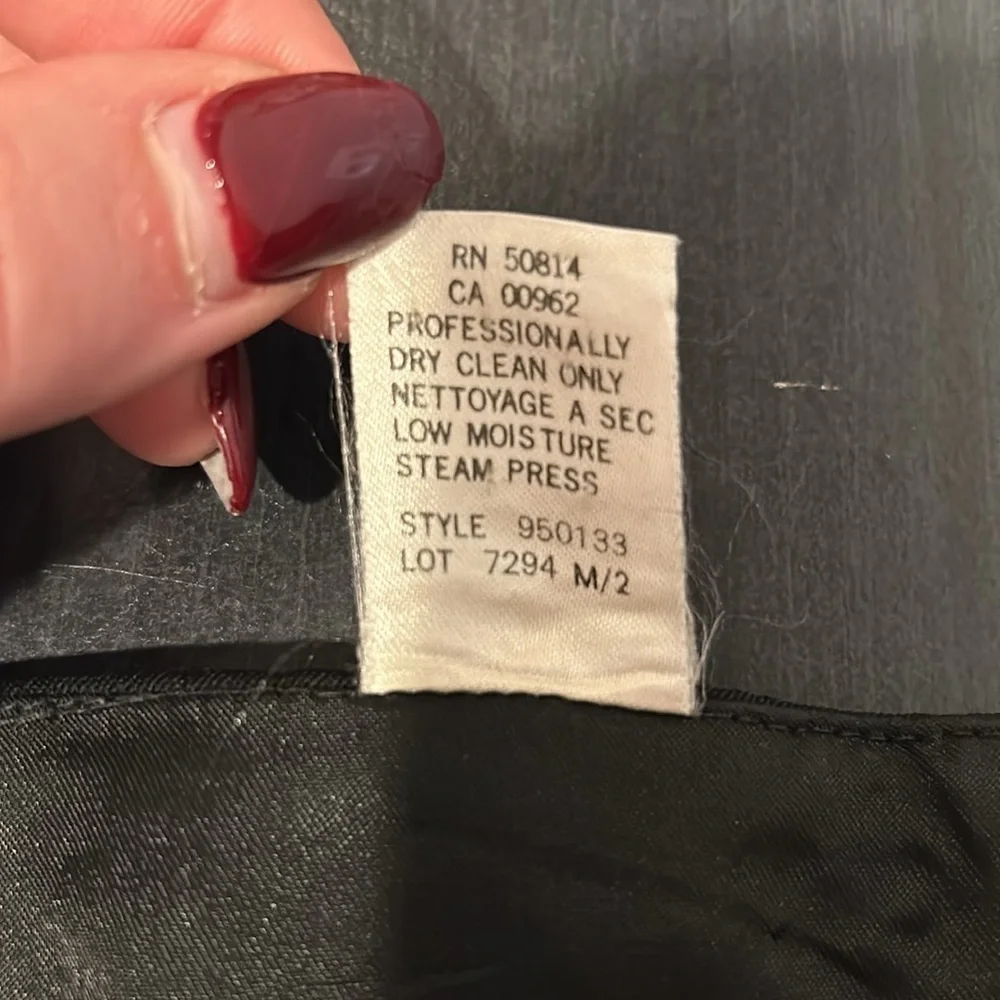 RN 50814
CA 00962
PROFESSIONALLY
DRY CLEAN ONLY
NETTOYAGE A SEC
LOW MOISTURE
STEAM PRESS
STYLE 950133
LOT 7294 M/2